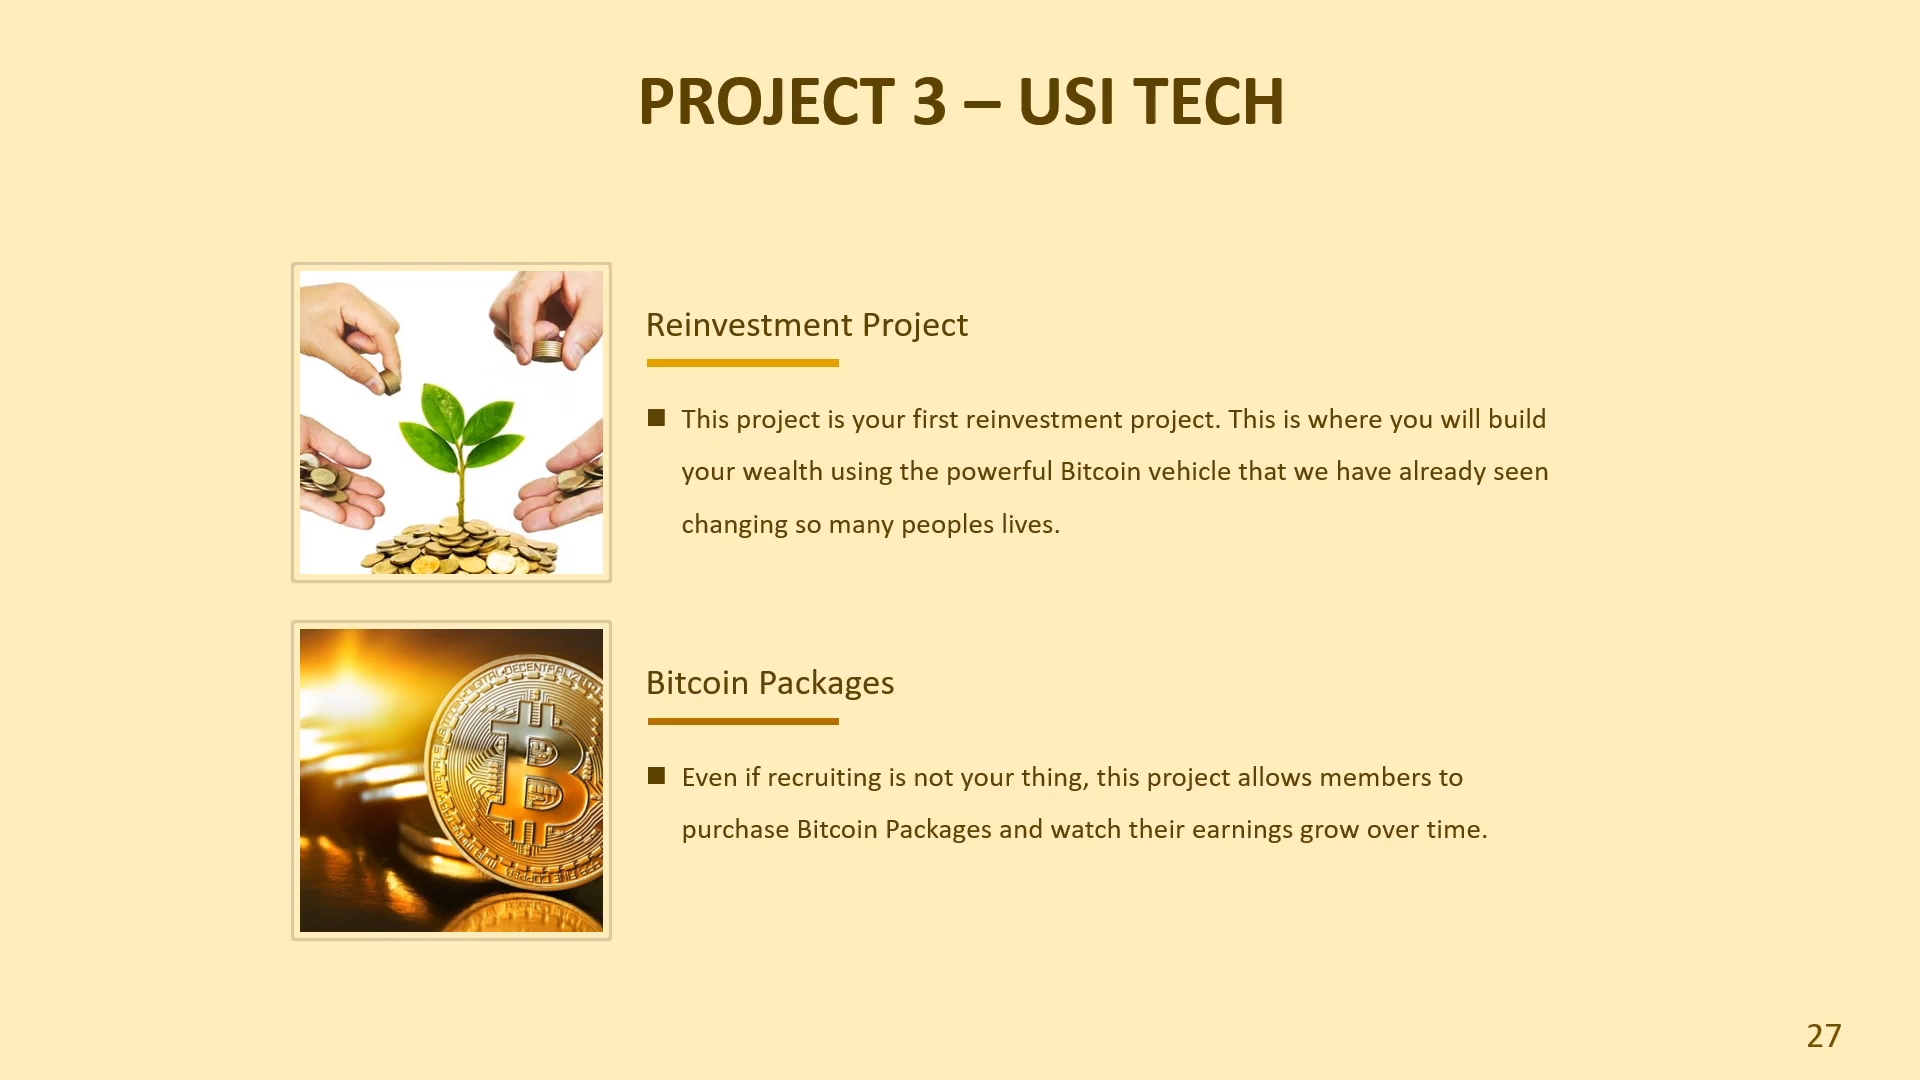 PROJECT 3 – USI TECH
Reinvestment Project
■ This project is your first reinvestment project. This is where you will build
your wealth using the powerful Bitcoin vehicle that we have already seen
changing so many peoples lives.
Bitcoin Packages
■ Even if recruiting is not your thing, this project allows members to
purchase Bitcoin Packages and watch their earnings grow over time.
27